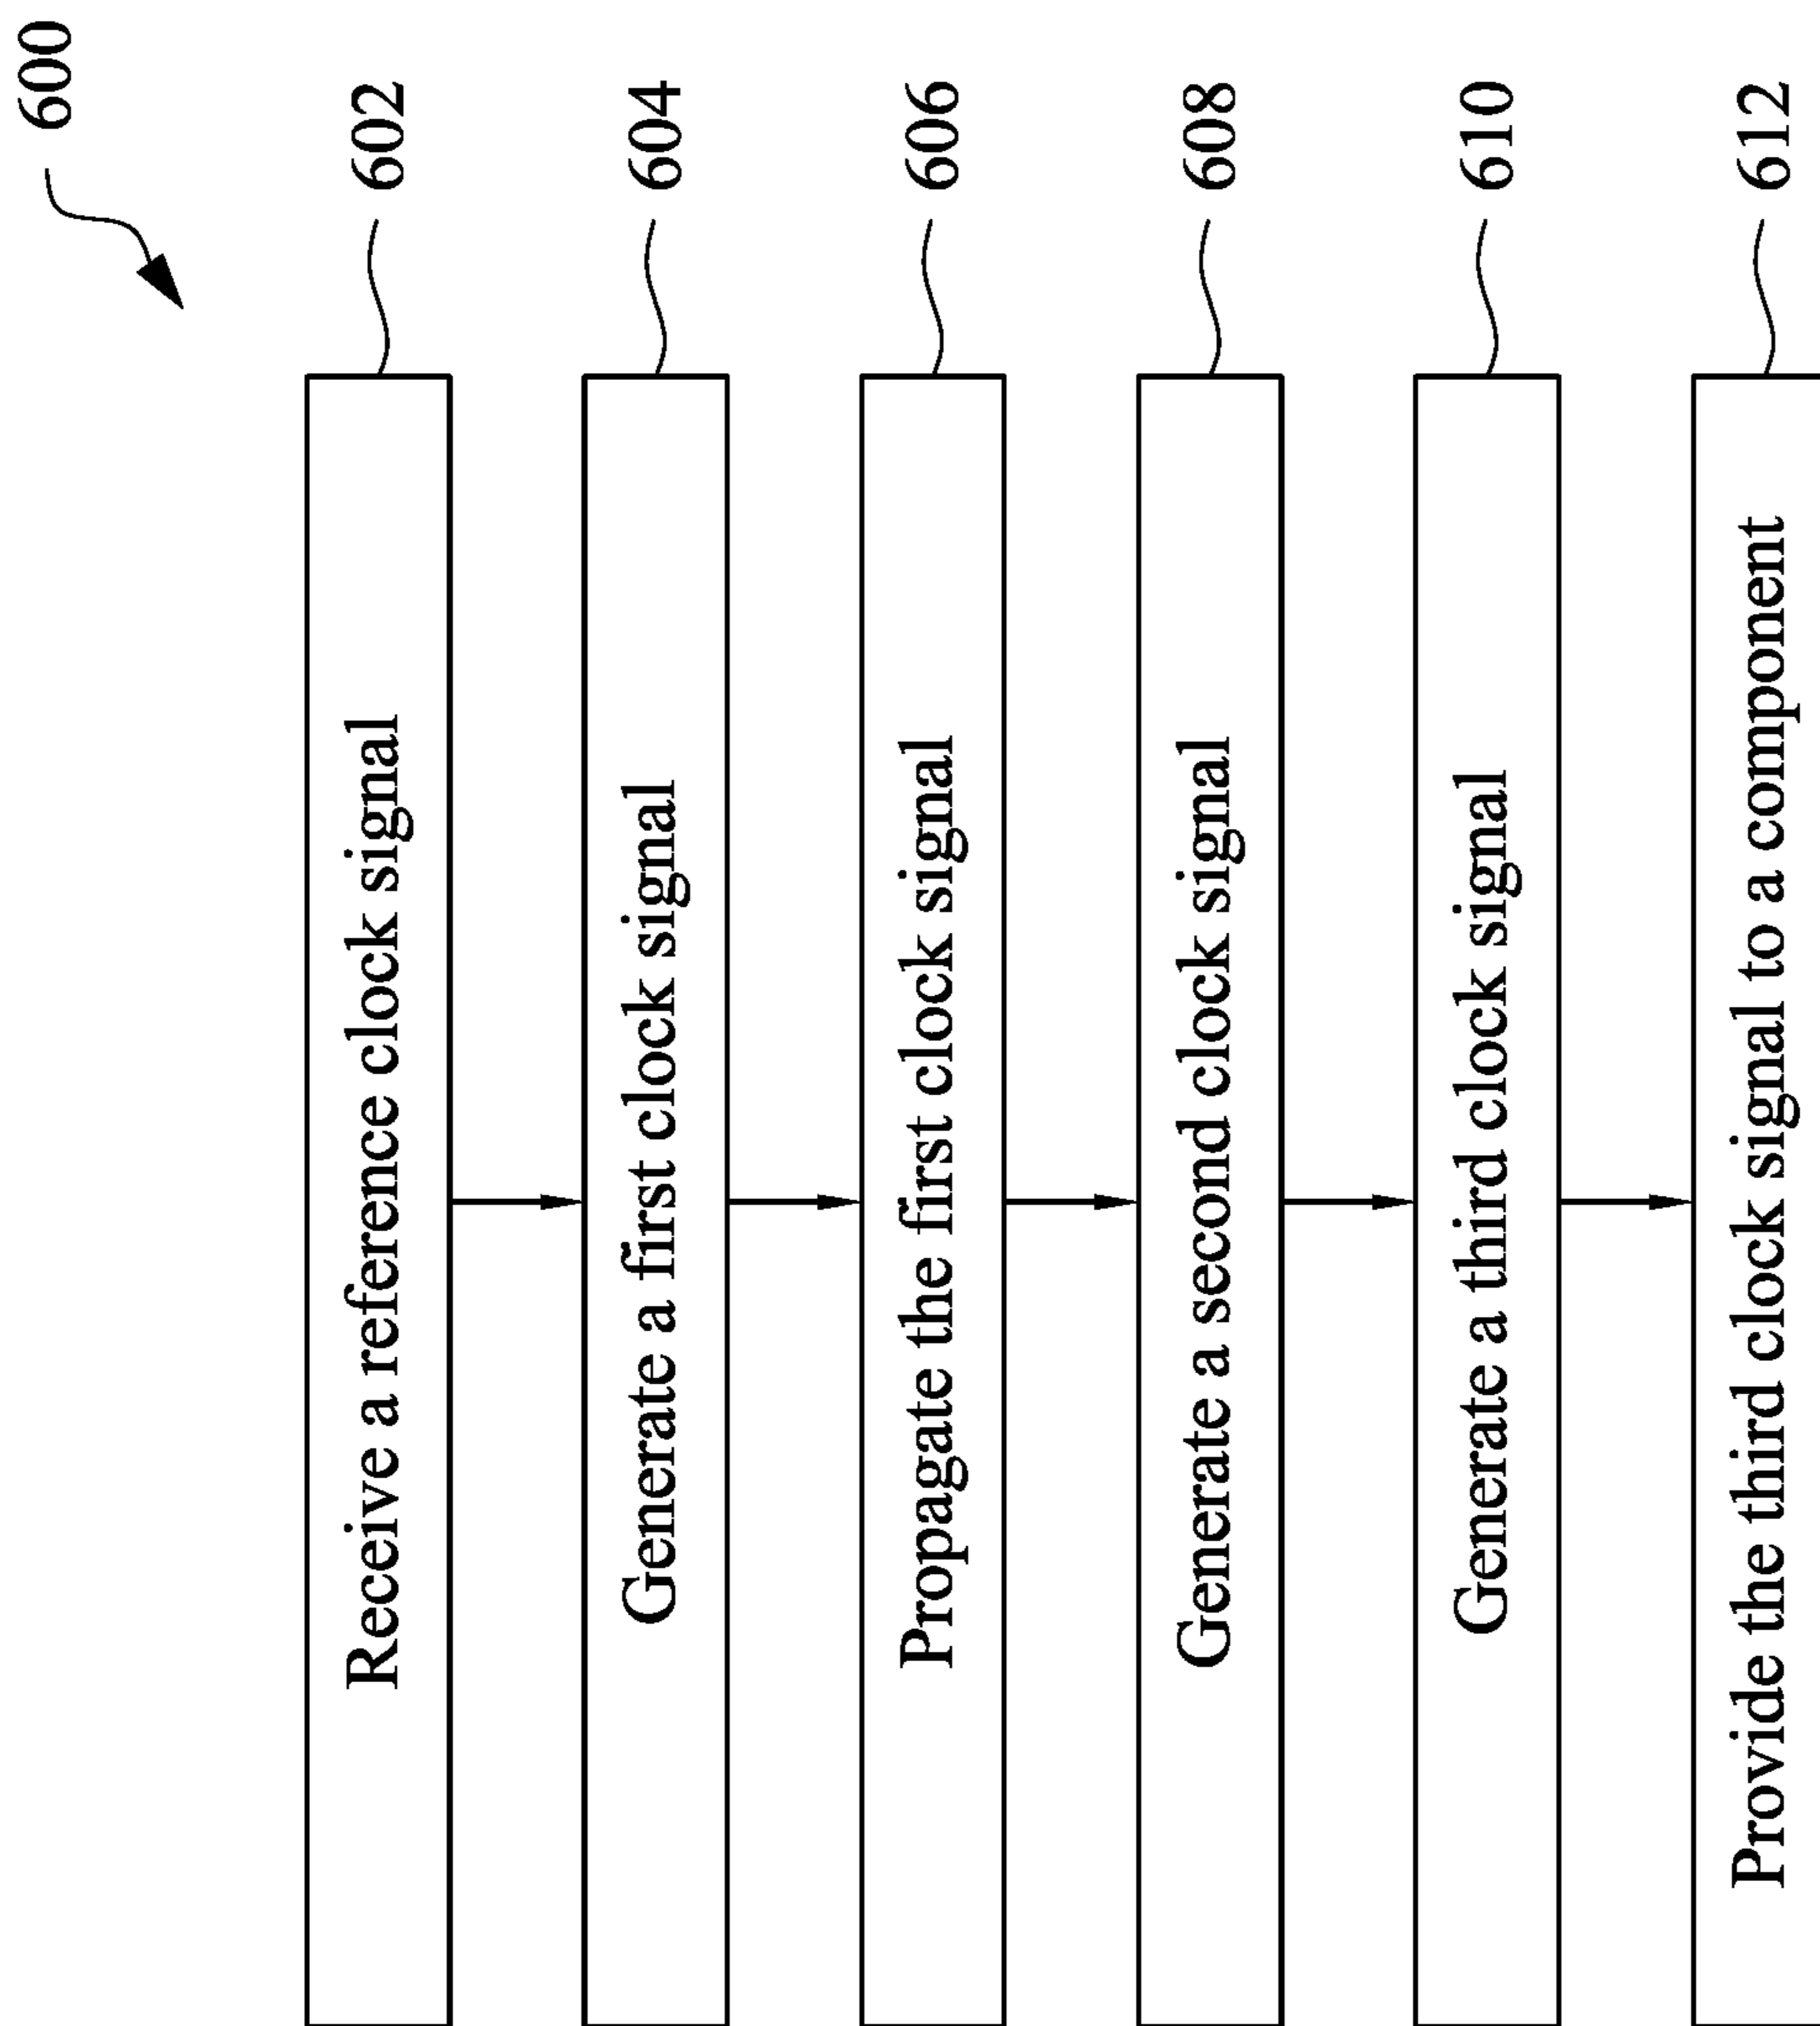 600
Receive a reference clock signal
602
Generate a first clock signal
604
Propagate the first clock signal
606
Generate a second clock signal
608
Generate a third clock signal
610
Provide the third clock signal to a component
612